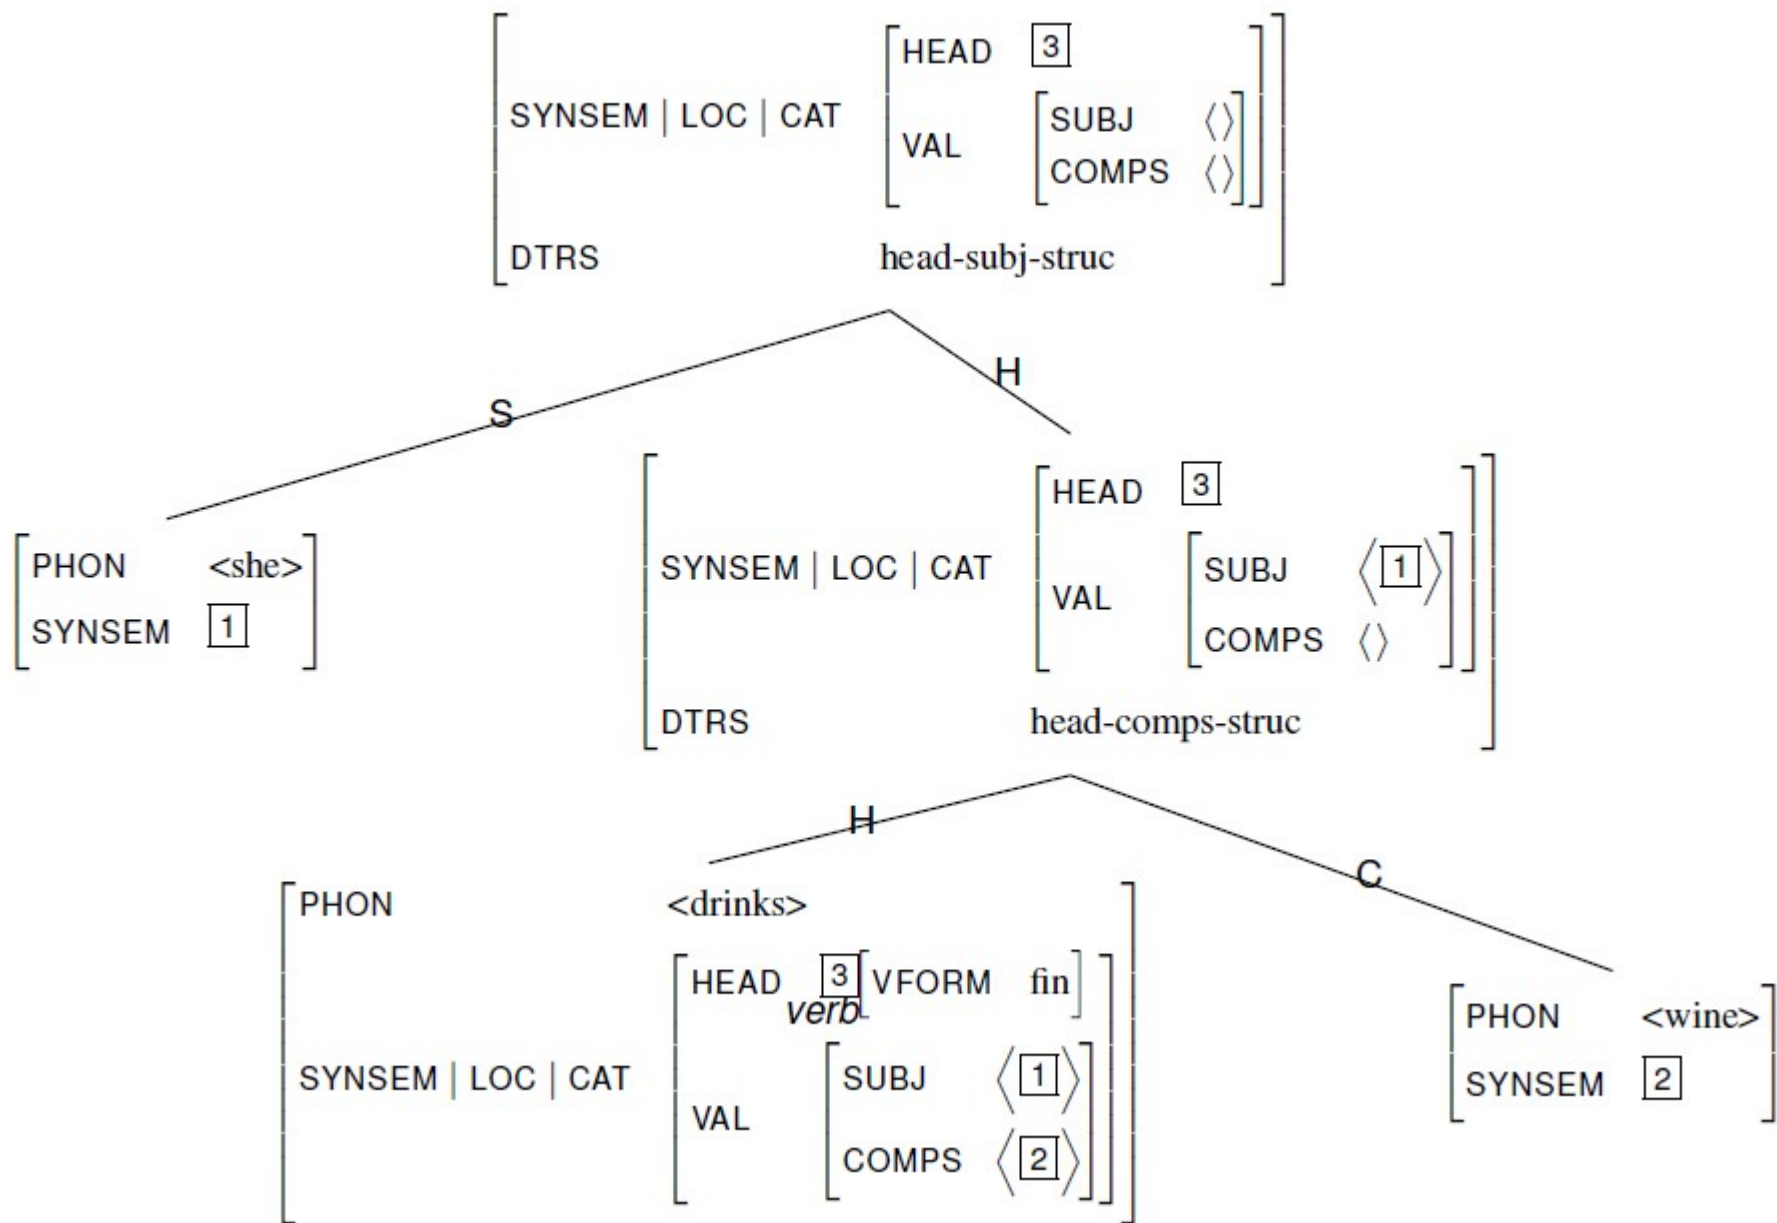 HEAD 3
SYNSEM | LOC | CAT
VAL
SUBJ ⟨⟩
COMPS ⟨⟩
DTRS head-subj-struc
S
H
PHON <she>
SYNSEM 1
HEAD 3
SYNSEM | LOC | CAT
VAL
SUBJ ⟨1⟩
COMPS ⟨⟩
DTRS head-comps-struc
H
C
PHON <drinks>
HEAD 3 VFORM fin
verb
SYNSEM | LOC | CAT
VAL
SUBJ ⟨1⟩
COMPS ⟨2⟩
PHON <wine>
SYNSEM 2